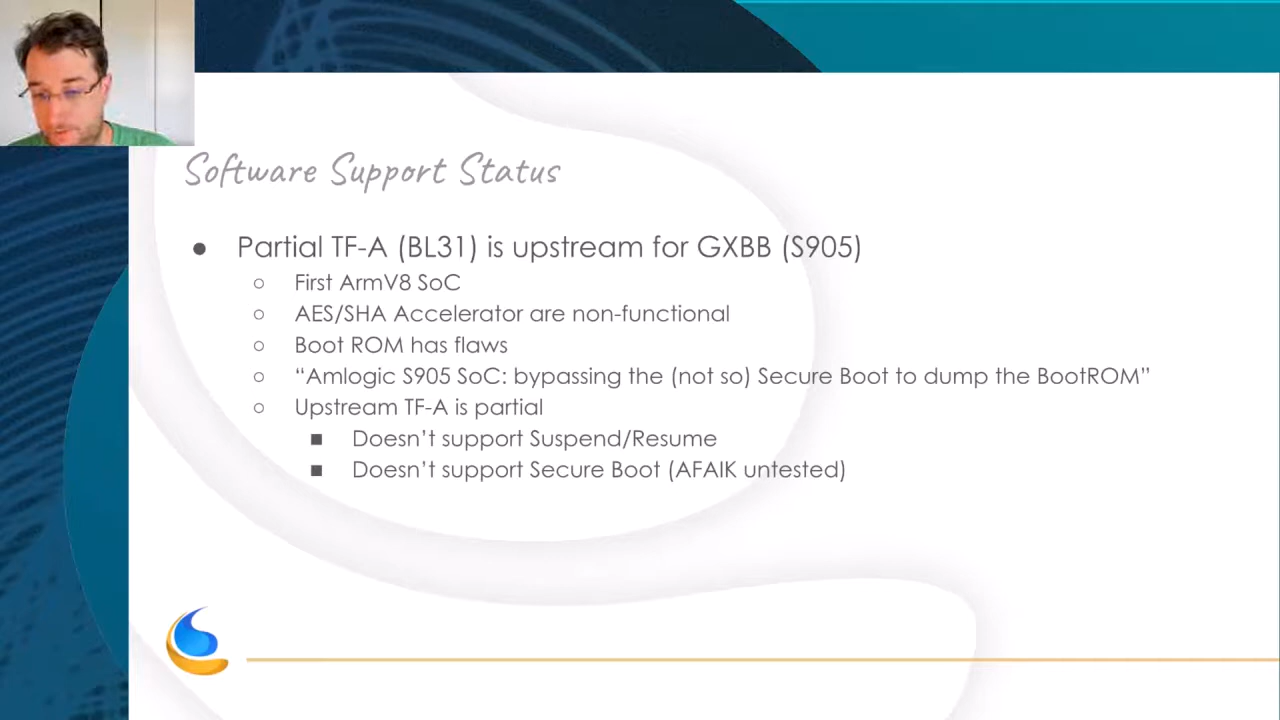 Software Support Status
● Partial TF-A (BL31) is upstream for GXBB (S905)
○ First ArmV8 SoC
○ AES/SHA Accelerator are non-functional
○ Boot ROM has flaws
○ “Amlogic S905 SoC: bypassing the (not so) Secure Boot to dump the BootROM”
○ Upstream TF-A is partial
■ Doesn’t support Suspend/Resume
■ Doesn’t support Secure Boot (AFAIK untested)